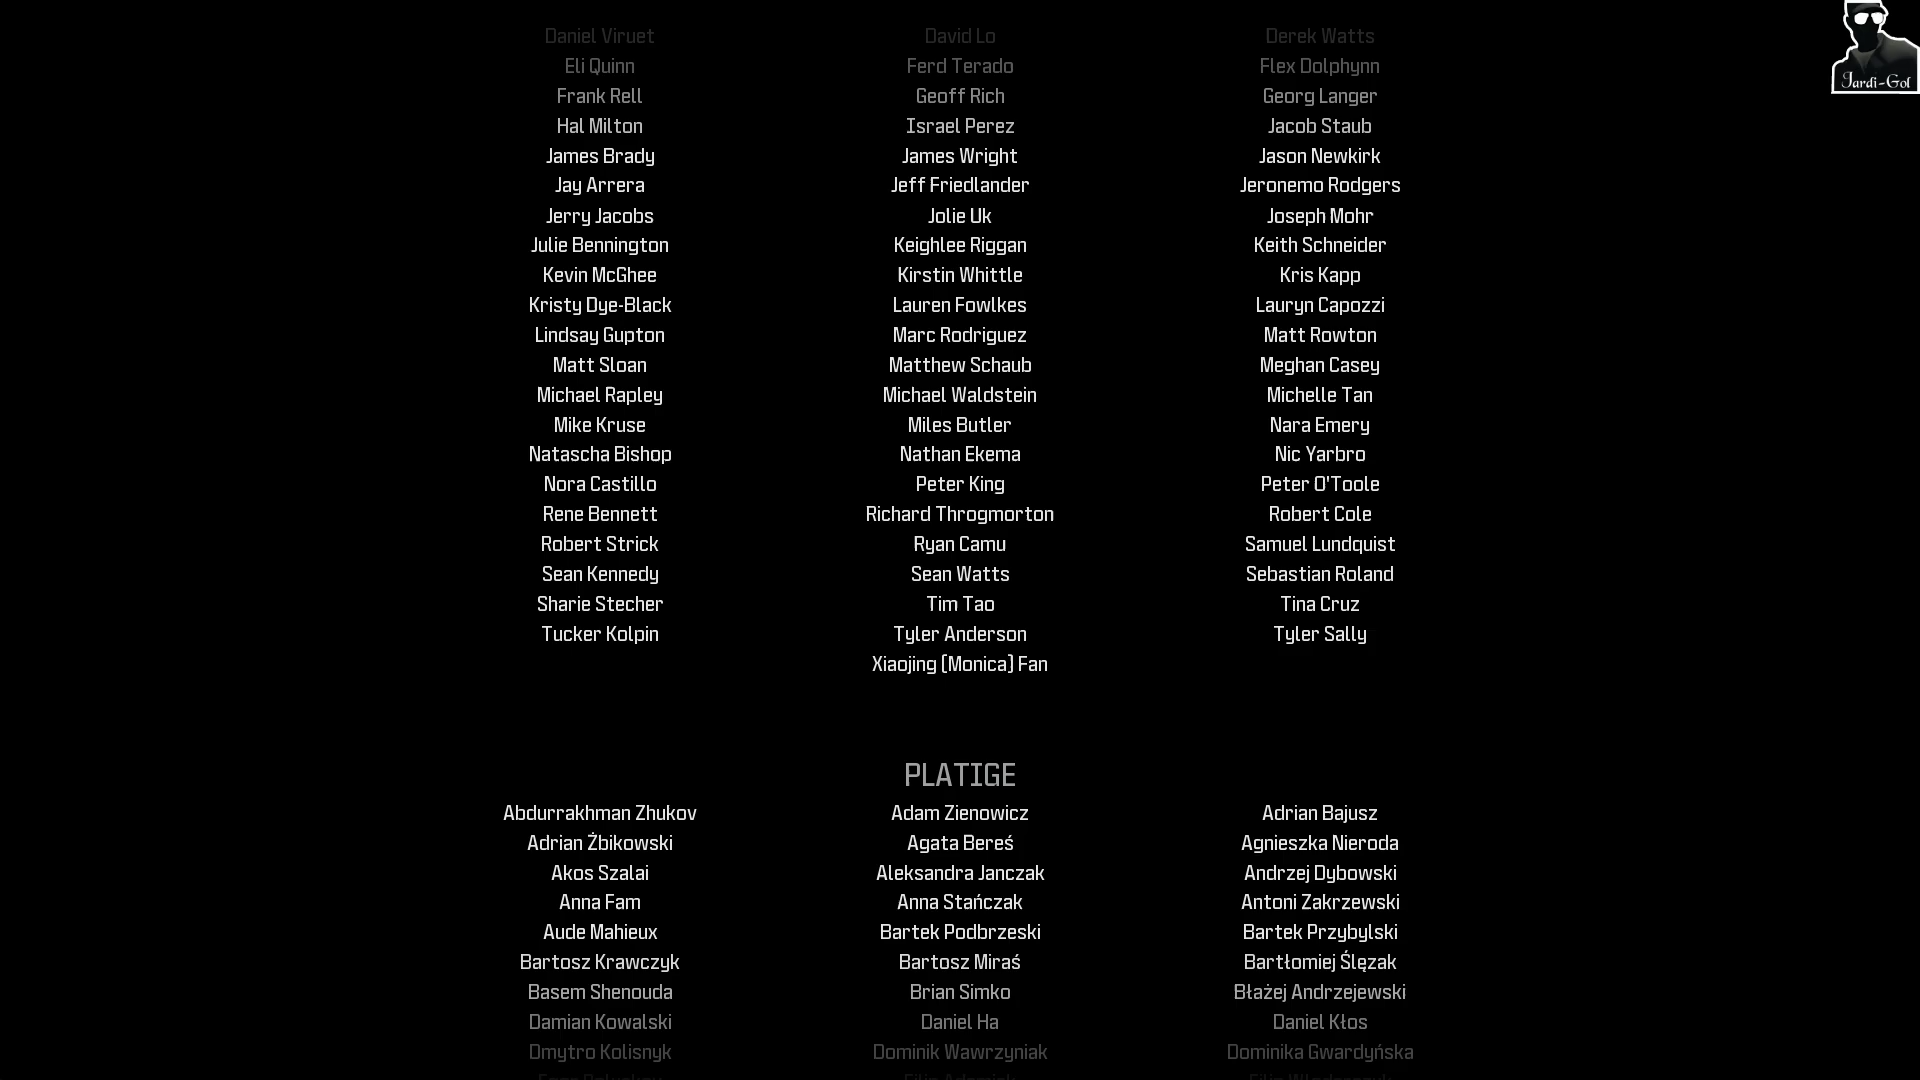 Daniel Viruet David Lo Derek Watts
Eli Quinn Ferd Terado Flex Dolphynn
Frank Rell Geoff Rich Georg Langer
Hal Milton Israel Perez Jacob Staub
James Brady James Wright Jason Newkirk
Jay Arrera Jeff Friedlander Jeronemo Rodgers
Jerry Jacobs Jolie Uk Joseph Mohr
Julie Bennington Keighlee Riggan Keith Schneider
Kevin McGhee Kirstin Whittle Kris Kapp
Kristy Dye-Black Lauren Fowlkes Lauryn Capozzi
Lindsay Gupton Marc Rodriguez Matt Rowton
Matt Sloan Matthew Schaub Meghan Casey
Michael Rapley Michael Waldstein Michelle Tan
Mike Kruse Miles Butler Nara Emery
Natascha Bishop Nathan Ekema Nic Yarbro
Nora Castillo Peter King Peter O'Toole
Rene Bennett Richard Throgmorton Robert Cole
Robert Strick Ryan Camu Samuel Lundquist
Sean Kennedy Sean Watts Sebastian Roland
Sharie Stecher Tim Tao Tina Cruz
Tucker Kolpin Tyler Anderson Tyler Sally
Xiaojing (Monica) Fan
PLATIGE
Abdurrakhman Zhukov Adam Zienowicz Adrian Bajusz
Adrian Żbikowski Agata Bereś Agnieszka Nieroda
Akos Szalai Aleksandra Janczak Andrzej Dybowski
Anna Fam Anna Stańczak Antoni Zakrzewski
Aude Mahieux Bartek Podbrzeski Bartek Przybylski
Bartosz Krawczyk Bartosz Miraś Bartłomiej Ślęzak
Basem Shenouda Brian Simko Błażej Andrzejewski
Damian Kowalski Daniel Ha Daniel Kłos
Dmytro Kolisnyk Dominik Wawrzyniak Dominika Gwardyńska
Jardi-Gol